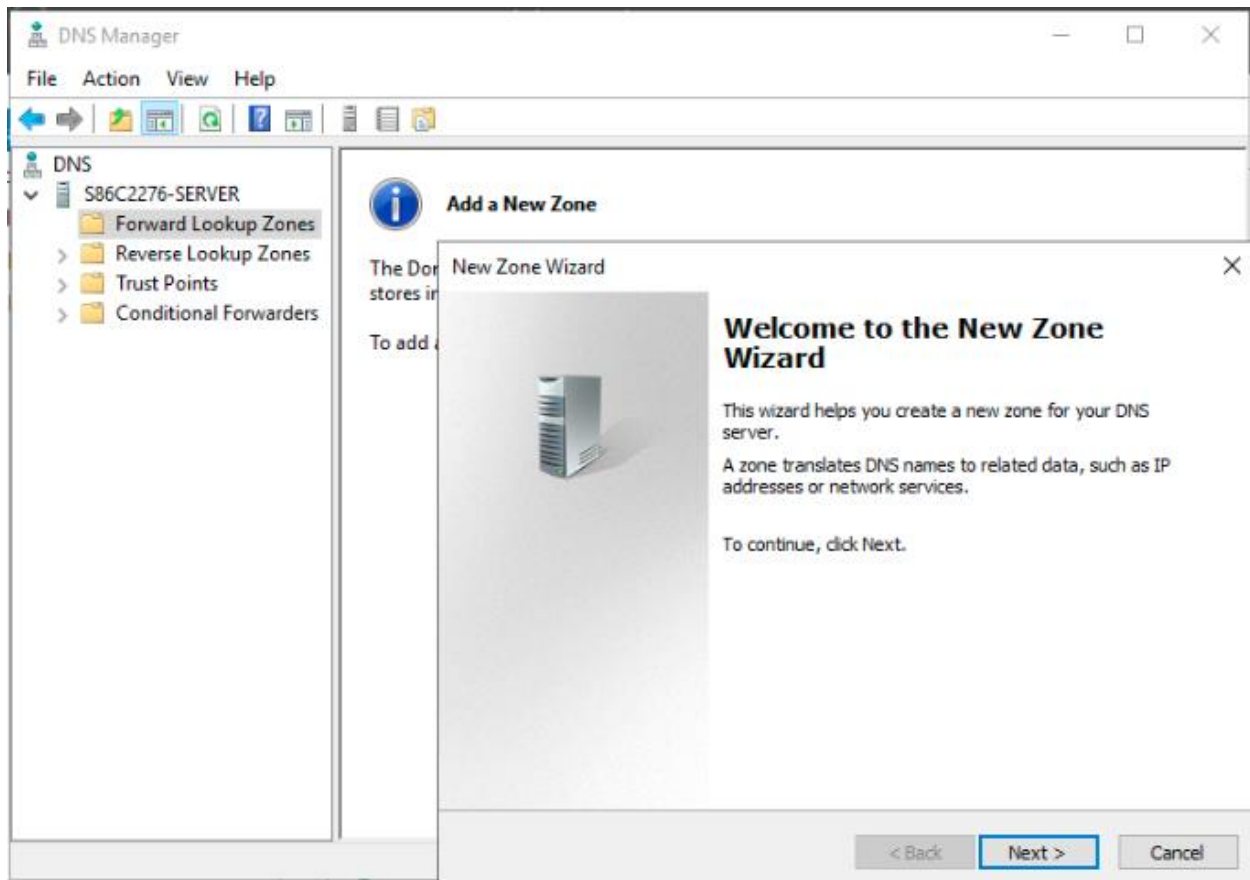 DNS Manager
File Action View Help
DNS
S86C2276-SERVER
Forward Lookup Zones
Reverse Lookup Zones
Trust Points
Conditional Forwarders
Add a New Zone
The Dor
stores ir
To add
New Zone Wizard
Welcome to the New Zone
Wizard
This wizard helps you create a new zone for your DNS
server.
A zone translates DNS names to related data, such as IP
addresses or network services.
To continue, click Next.
< Back Next > Cancel